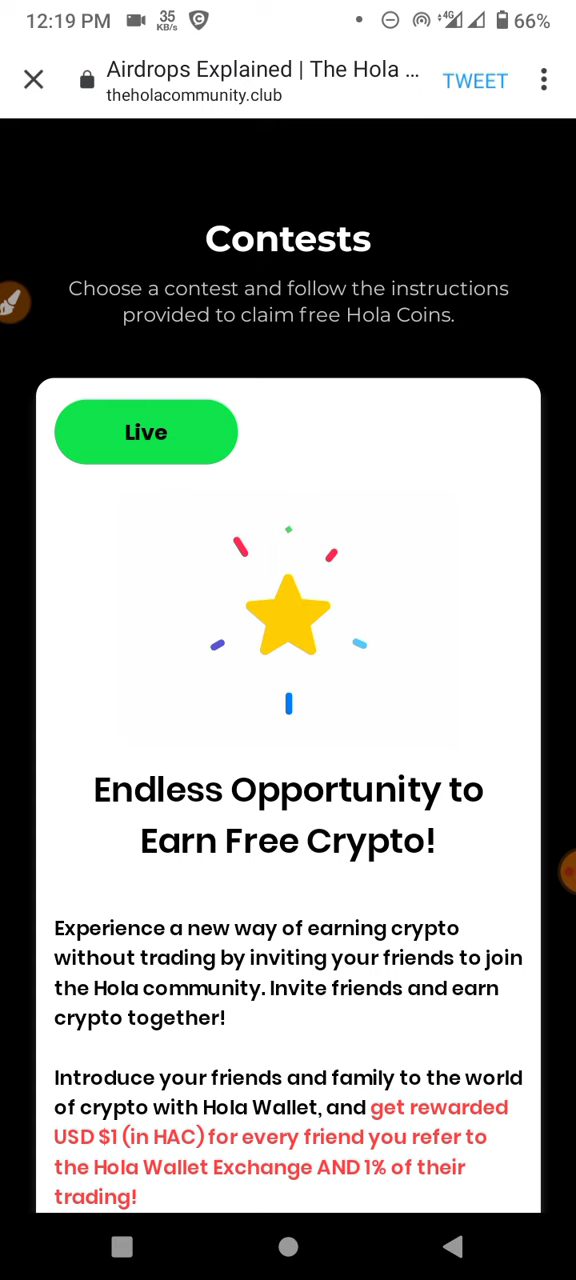 12:19 PM 35 KB/s 4G 66%
Airdrops Explained | The Hola ...
theholacommunity.club
TWEET
Contests
Choose a contest and follow the instructions
provided to claim free Hola Coins.
Live
Endless Opportunity to
Earn Free Crypto!
Experience a new way of earning crypto
without trading by inviting your friends to join
the Hola community. Invite friends and earn
crypto together!
Introduce your friends and family to the world
of crypto with Hola Wallet, and get rewarded
USD $1 (in HAC) for every friend you refer to
the Hola Wallet Exchange AND 1% of their
trading!